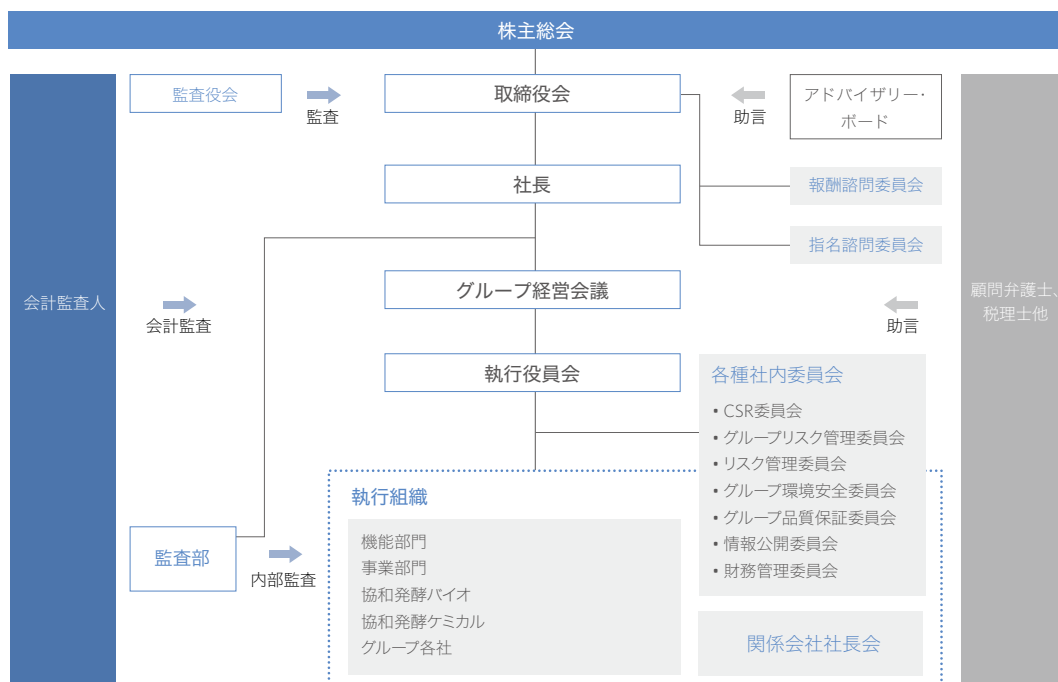 株主総会
監査役会
監査
取締役会
助言
アドバイザリー・
ボード
社長
報酬諮問委員会
指名諮問委員会
会計監査人
会計監査
グループ経営会議
助言
顧問弁護士、
税理士他
執行役員会
各種社内委員会
• CSR委員会
• グループリスク管理委員会
• リスク管理委員会
• グループ環境安全委員会
• グループ品質保証委員会
• 情報公開委員会
• 財務管理委員会
執行組織
機能部門
事業部門
協和発酵バイオ
協和発酵ケミカル
グループ各社
監査部
内部監査
関係会社社長会